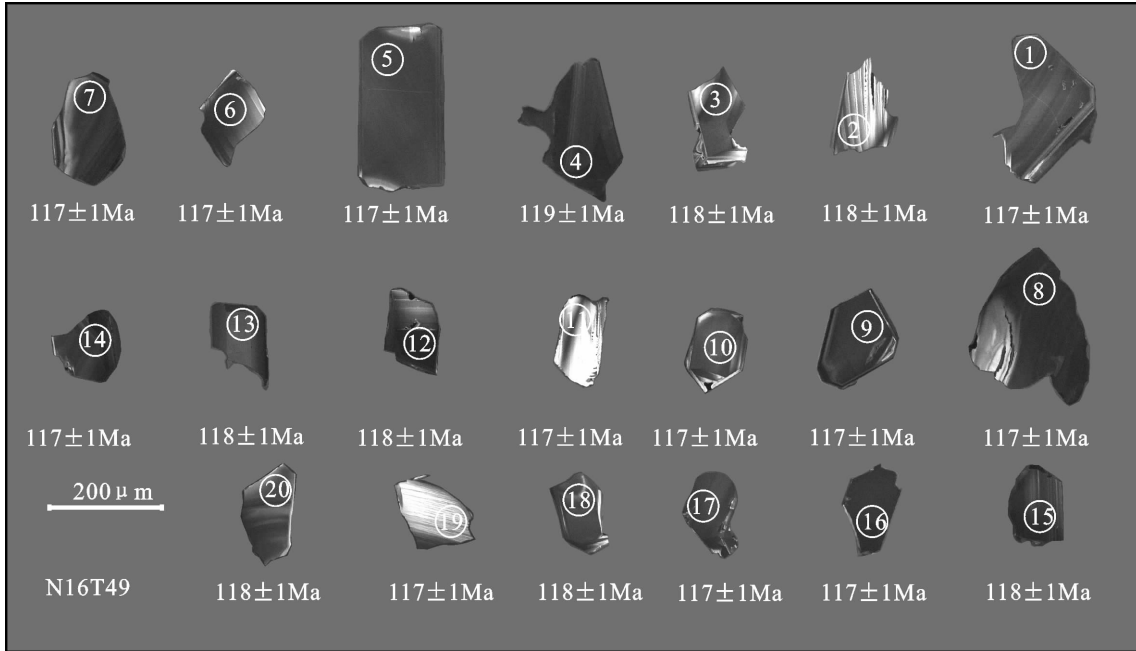 ⑦ ⑥ ⑤ ④ ③ ② ①
117±1Ma 117±1Ma 117±1Ma 119±1Ma 118±1Ma 118±1Ma 117±1Ma
⑭ ⑬ ⑫ ⑪ ⑩ ⑨ ⑧
117±1Ma 118±1Ma 118±1Ma 117±1Ma 117±1Ma 117±1Ma 117±1Ma
200μm ⑳ ⑲ ⑱ ⑰ ⑯ ⑮
N16T49 118±1Ma 117±1Ma 118±1Ma 117±1Ma 117±1Ma 118±1Ma